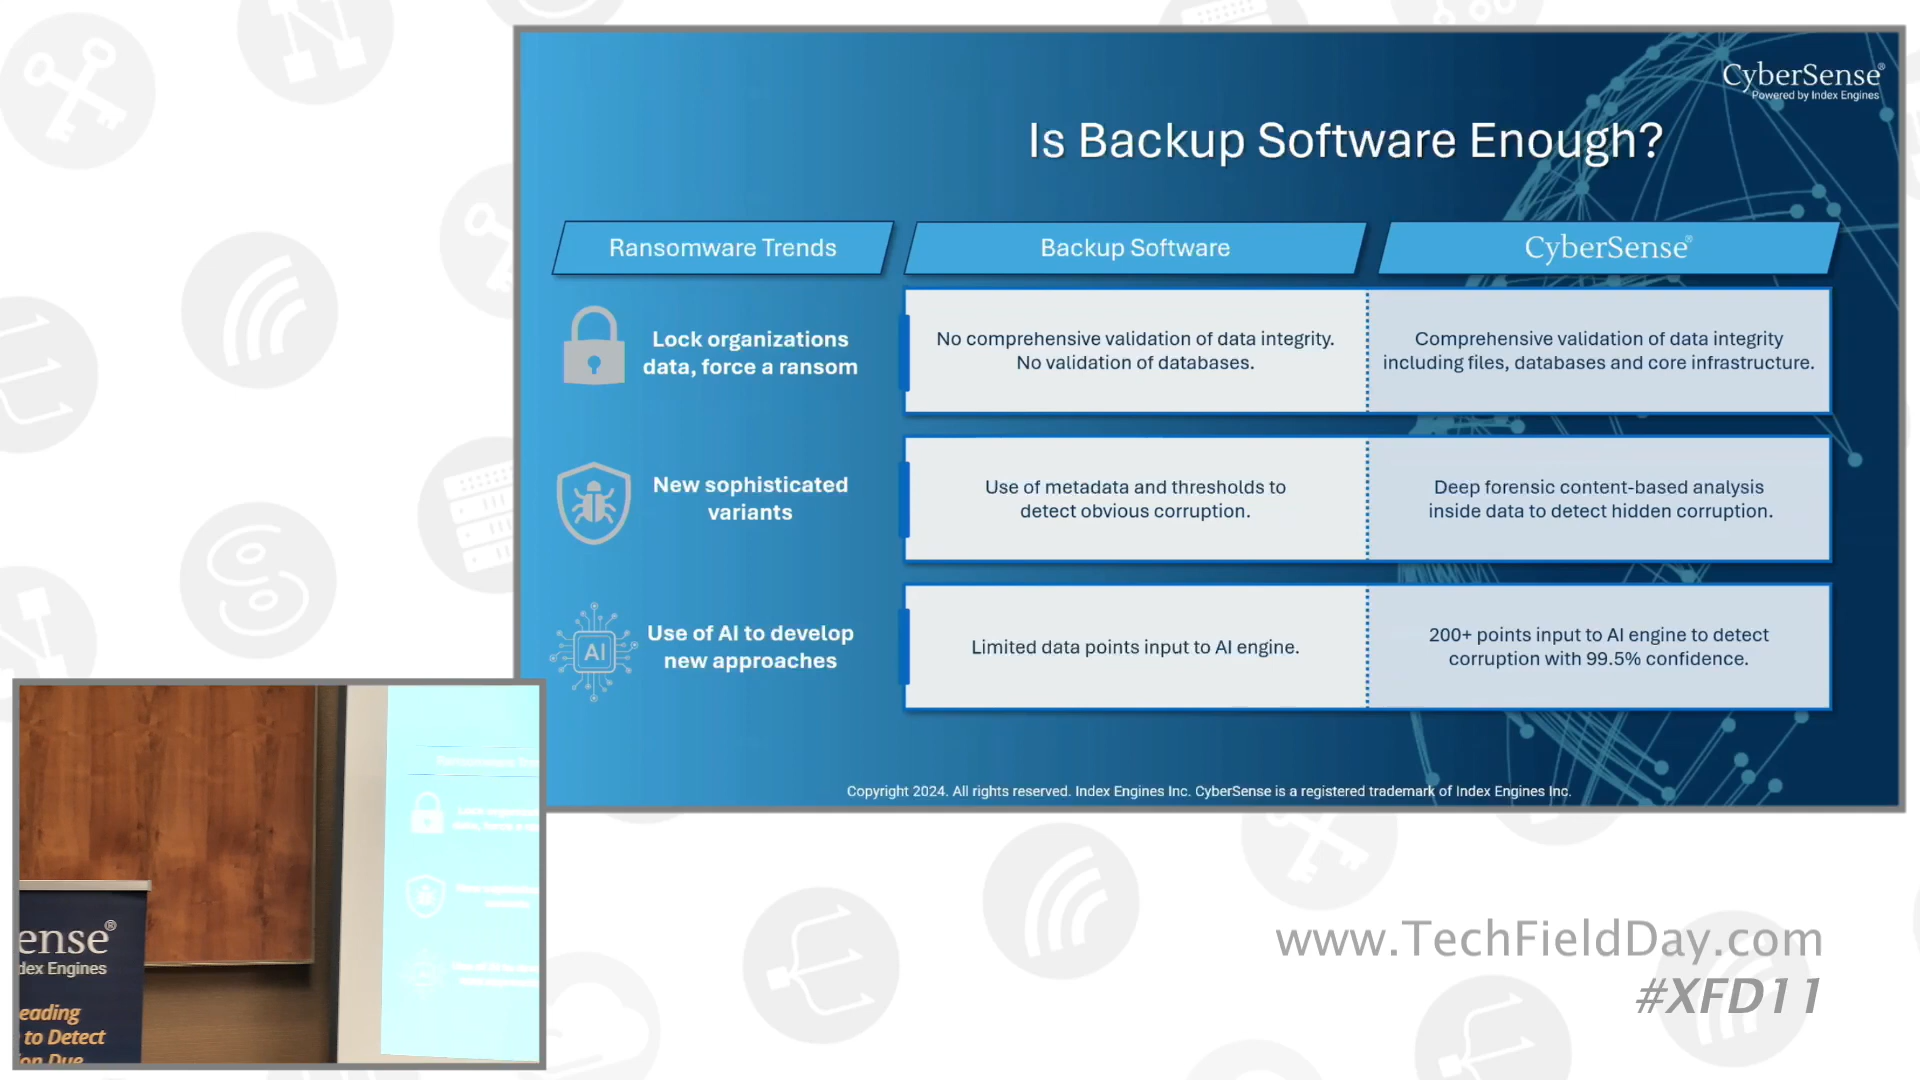 CyberSense®
Powered by Index Engines
Is Backup Software Enough?
Ransomware Trends
Backup Software
CyberSense®
Lock organizations
data, force a ransom
No comprehensive validation of data integrity.
No validation of databases.
Comprehensive validation of data integrity
including files, databases and core infrastructure.
New sophisticated
variants
Use of metadata and thresholds to
detect obvious corruption.
Deep forensic content-based analysis
inside data to detect hidden corruption.
AI
Use of AI to develop
new approaches
Limited data points input to AI engine.
200+ points input to AI engine to detect
corruption with 99.5% confidence.
Copyright 2024. All rights reserved. Index Engines Inc. CyberSense is a registered trademark of Index Engines Inc.
ense®
dex Engines
eading
to Detect
ion Due
www.TechFieldDay.com
#XFD11